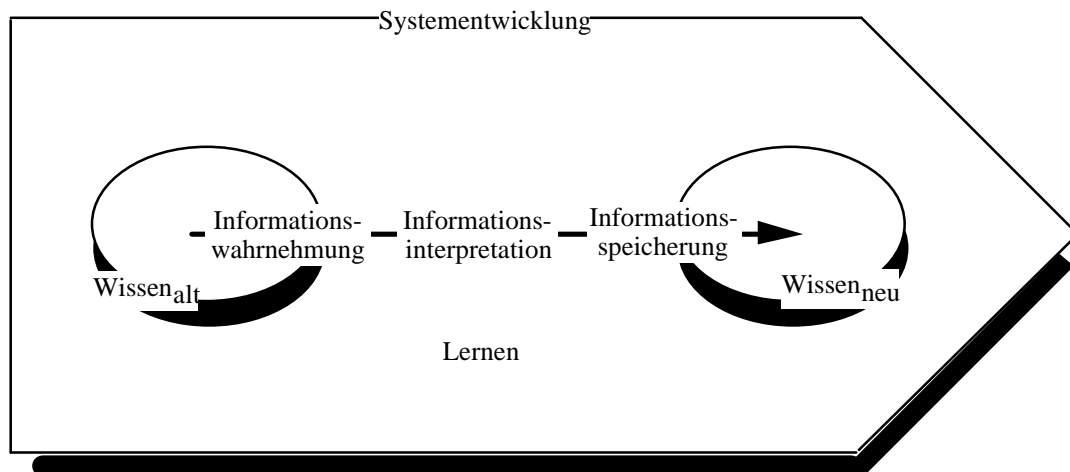 Systementwicklung
Informations-
wahrnehmung
Informations-
interpretation
Informations-
speicherung
Wissenalt
Wissenneu
Lernen